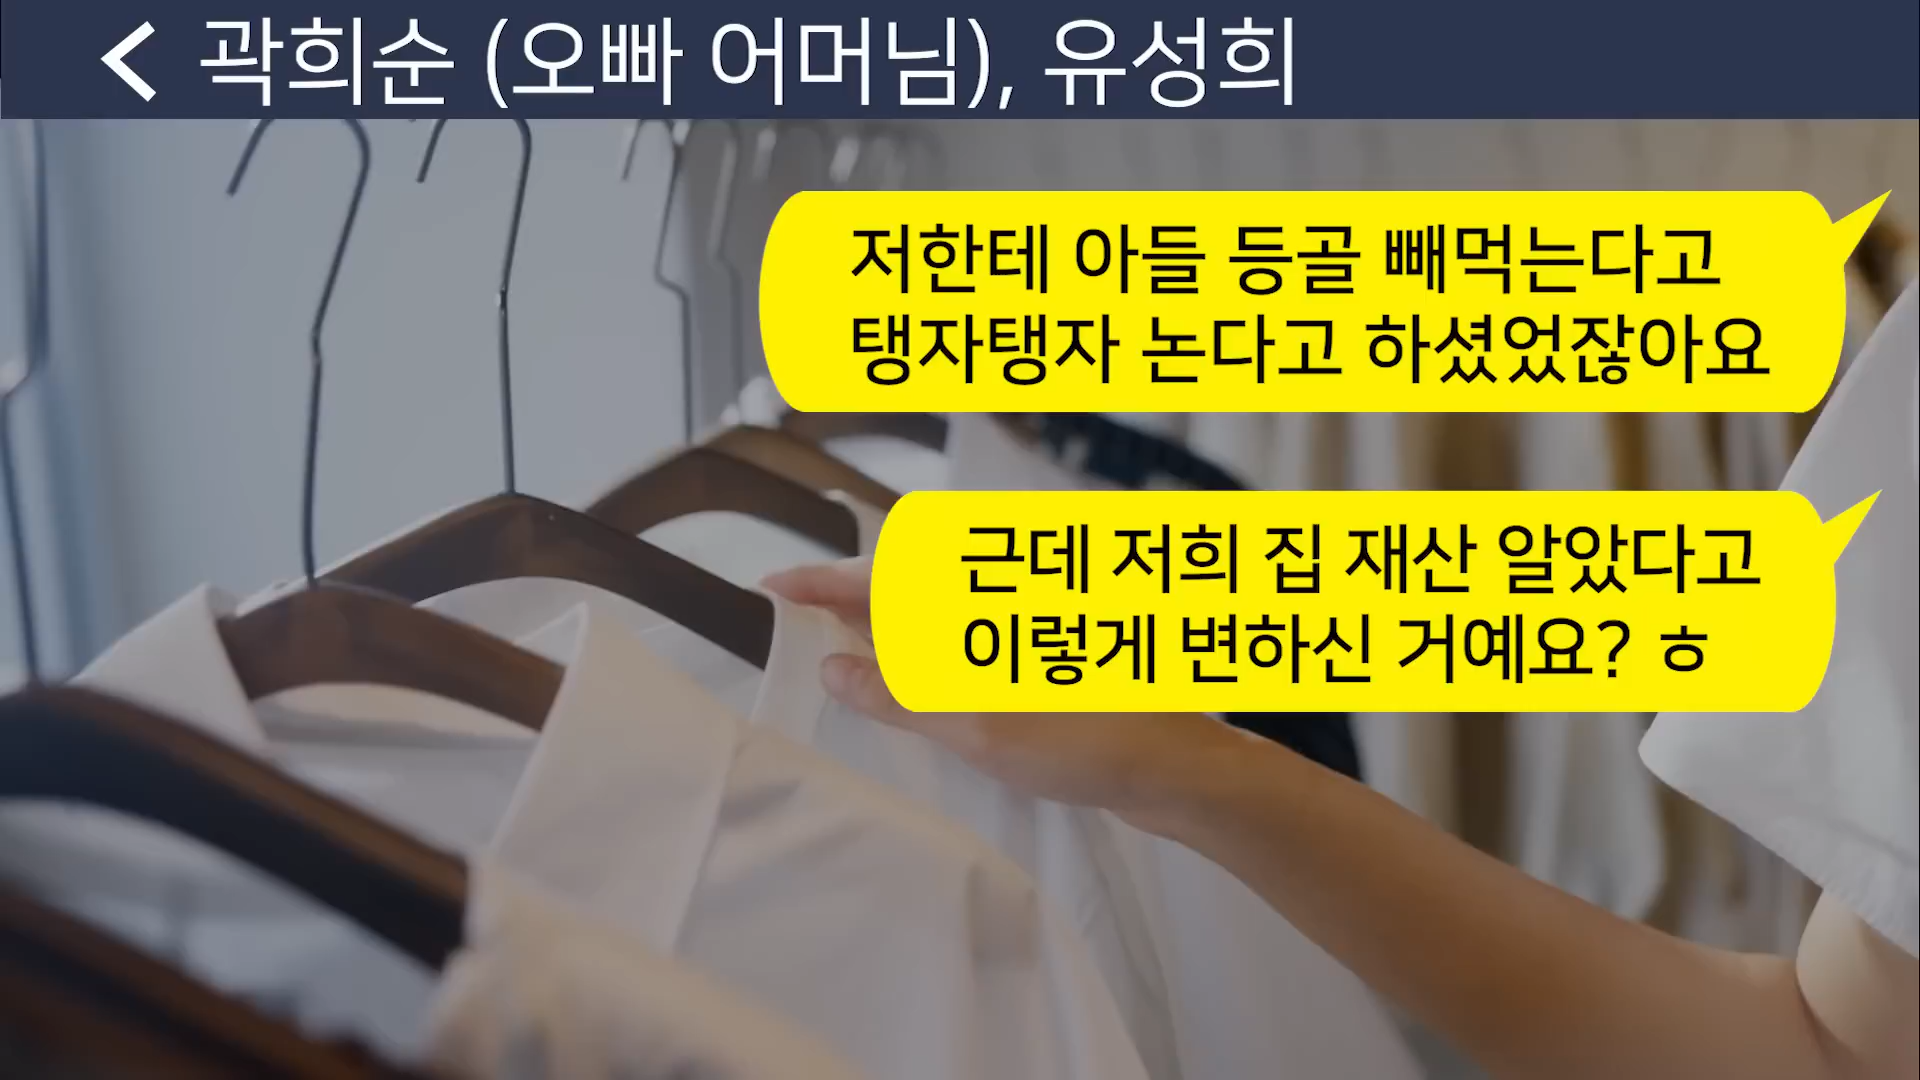 곽희순 (오빠 어머님), 유성희
저한테 아들 등골 빼먹는다고
탱자탱자 논다고 하셨었잖아요
근데 저희 집 재산 알았다고
이렇게 변하신 거예요? ㅎ